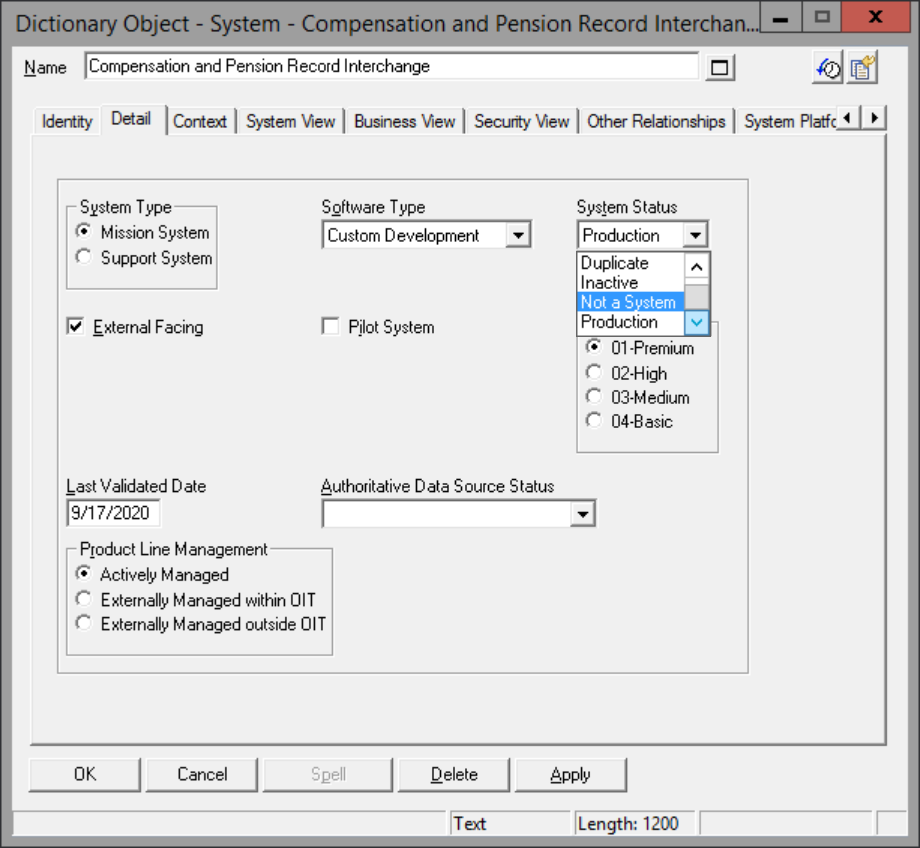 Dictionary Object - System - Compensation and Pension Record Interchan...
Name Compensation and Pension Record Interchange
Identity Detail Context System View Business View Security View Other Relationships System Platfo
System Type Software Type System Status
Mission System Custom Development Production
Support System
Duplicate
Inactive
Not a System
Production
External Facing Pilot System
01-Premium
02-High
03-Medium
04-Basic
Last Validated Date Authoritative Data Source Status
9/17/2020
Product Line Management
Actively Managed
Externally Managed within OIT
Externally Managed outside OIT
OK Cancel Spell Delete Apply
Text Length: 1200